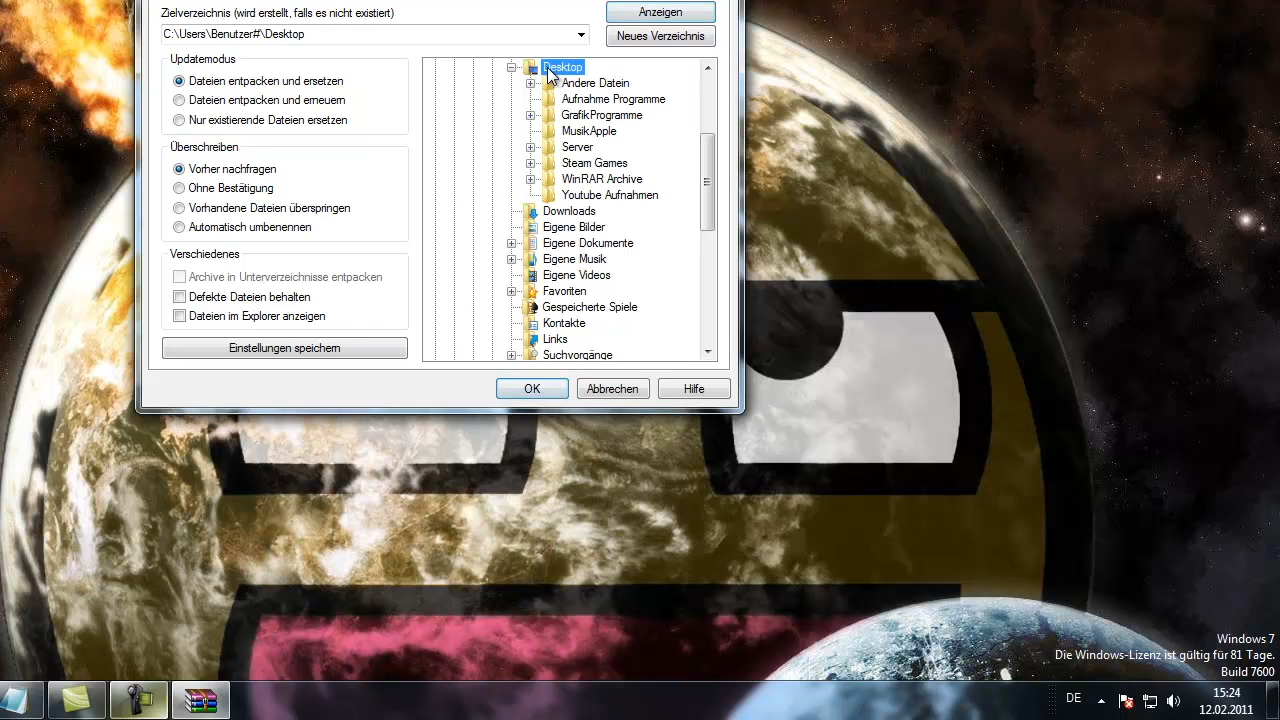 Zielverzeichnis (wird erstellt, falls es nicht existiert)
Anzeigen
C:\Users\Benutzer#\Desktop
Neues Verzeichnis
Updatemodus
Dateien entpacken und ersetzen
Dateien entpacken und erneuern
Nur existierende Dateien ersetzen
Überschreiben
Vorher nachfragen
Ohne Bestätigung
Vorhandene Dateien überspringen
Automatisch umbenennen
Verschiedenes
Archive in Unterverzeichnisse entpacken
Defekte Dateien behalten
Dateien im Explorer anzeigen
Einstellungen speichern
Desktop
Andere Datein
Aufnahme Programme
GrafikProgramme
MusikApple
Server
Steam Games
WinRAR Archive
Youtube Aufnahmen
Downloads
Eigene Bilder
Eigene Dokumente
Eigene Musik
Eigene Videos
Favoriten
Gespeicherte Spiele
Kontakte
Links
Suchvorgänge
OK
Abbrechen
Hilfe
Windows 7
Die Windows-Lizenz ist gültig für 81 Tage.
Build 7600
DE
15:24
12.02.2011